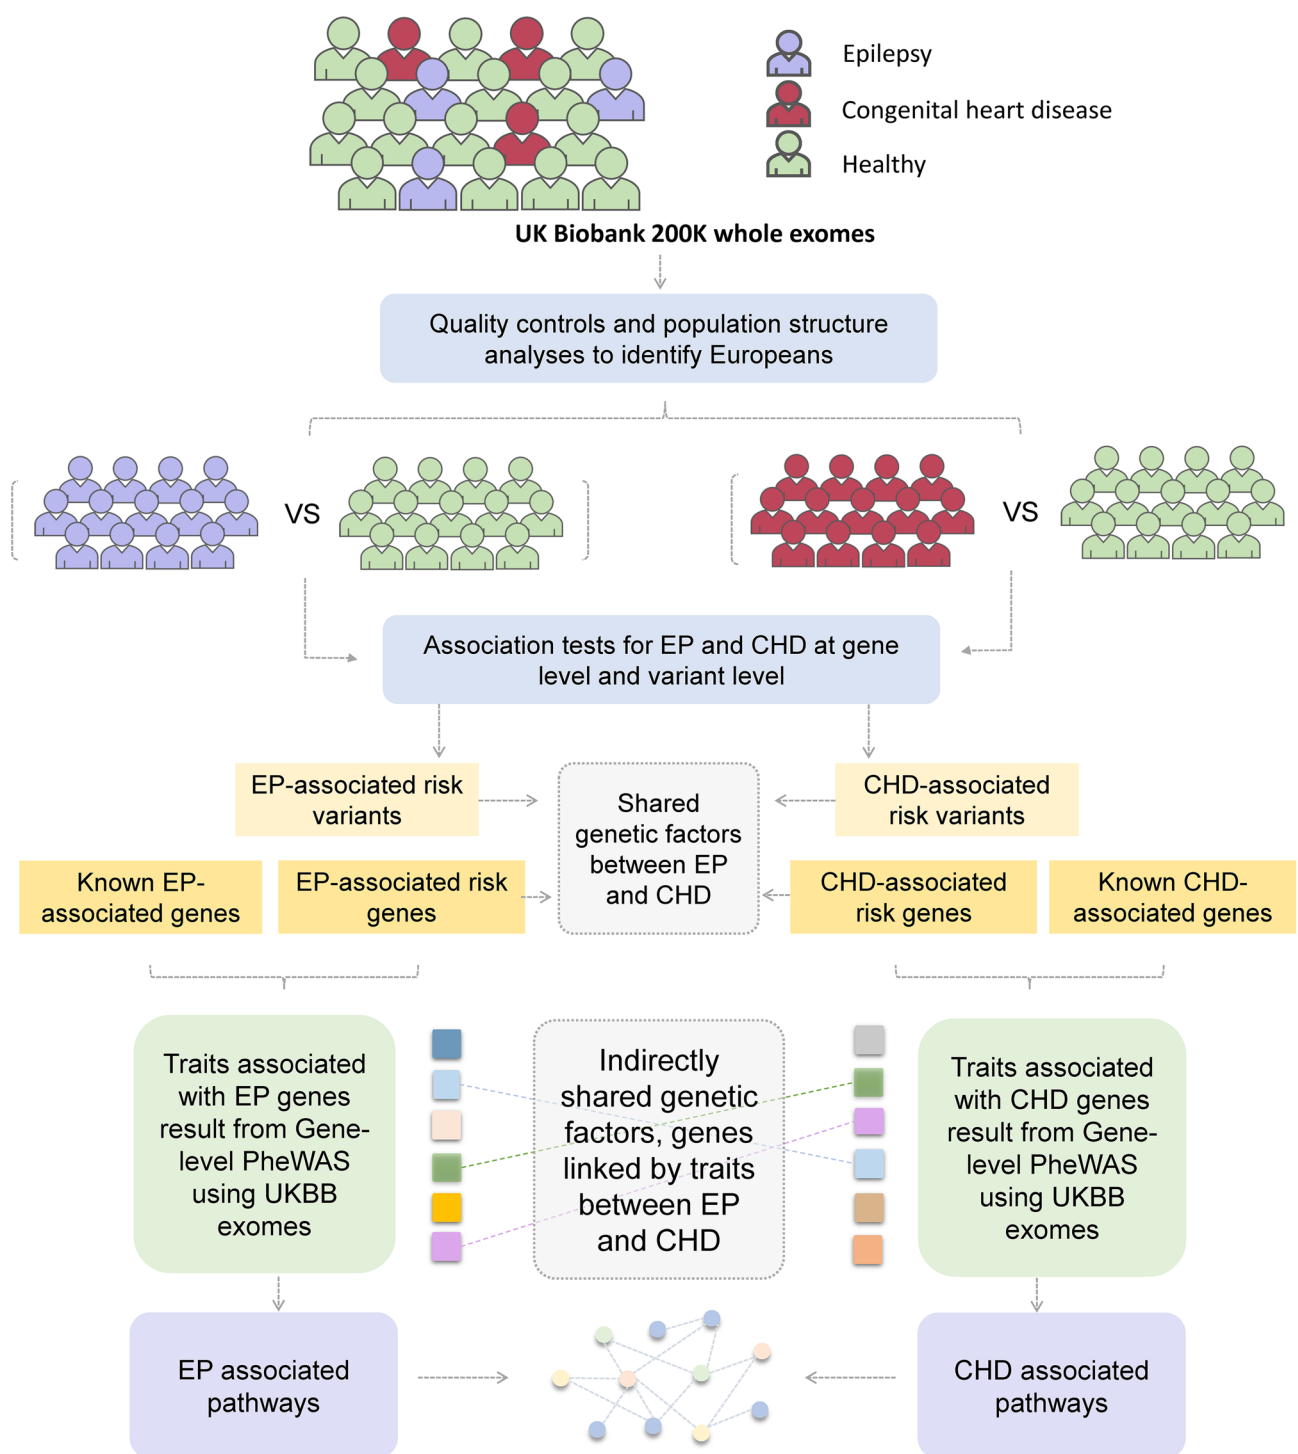 Epilepsy
Congenital heart disease
Healthy
UK Biobank 200K whole exomes
Quality controls and population structure
analyses to identify Europeans
VS
VS
Association tests for EP and CHD at gene
level and variant level
EP-associated risk
variants
Shared
genetic factors
between EP
and CHD
CHD-associated
risk variants
Known EP-
associated genes
EP-associated risk
genes
CHD-associated
risk genes
Known CHD-
associated genes
Traits associated
with EP genes
result from Gene-
level PheWAS
using UKBB
exomes
Indirectly
shared genetic
factors, genes
linked by traits
between EP
and CHD
Traits associated
with CHD genes
result from Gene-
level PheWAS
using UKBB
exomes
EP associated
pathways
CHD associated
pathways